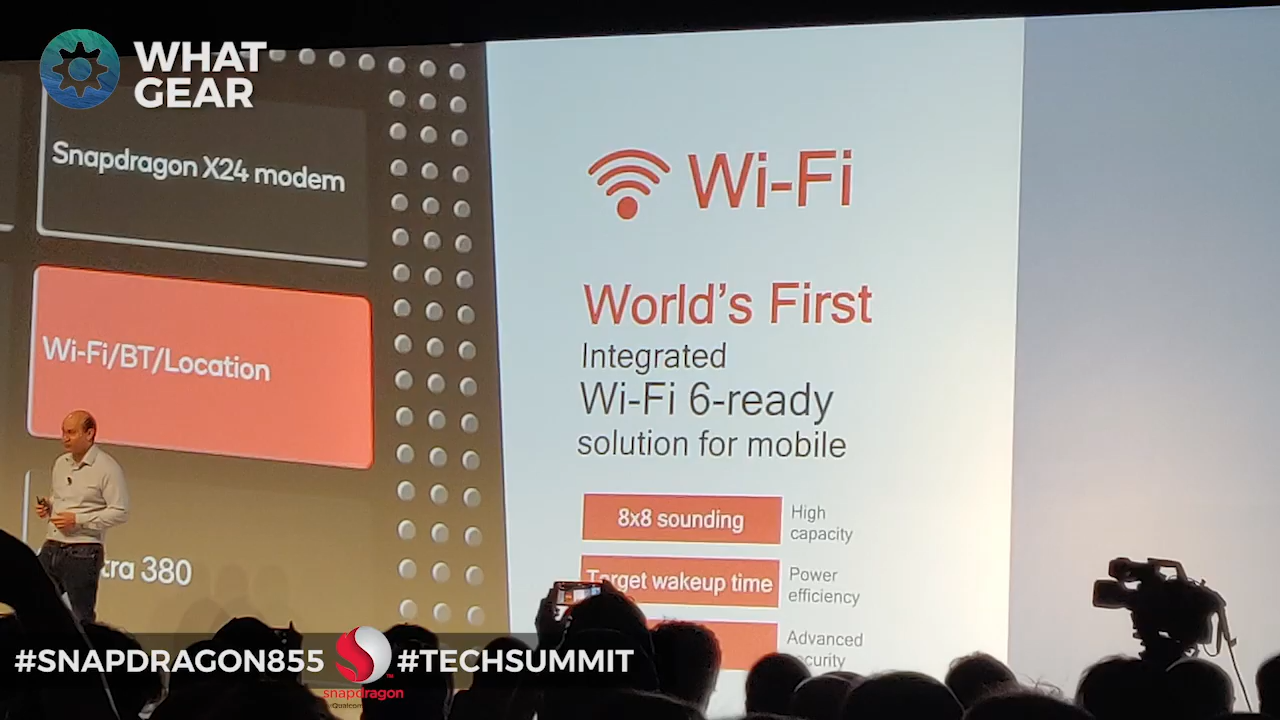 WHAT
GEAR
Snapdragon X24 modem
Wi-Fi/BT/Location
380
Wi-Fi
World's First
Integrated
Wi-Fi 6-ready
solution for mobile
8x8 sounding
High
capacity
Target wakeup time
Power
efficiency
Advanced
#SNAPDRAGON855
snapdragon
#TECHSUMMIT